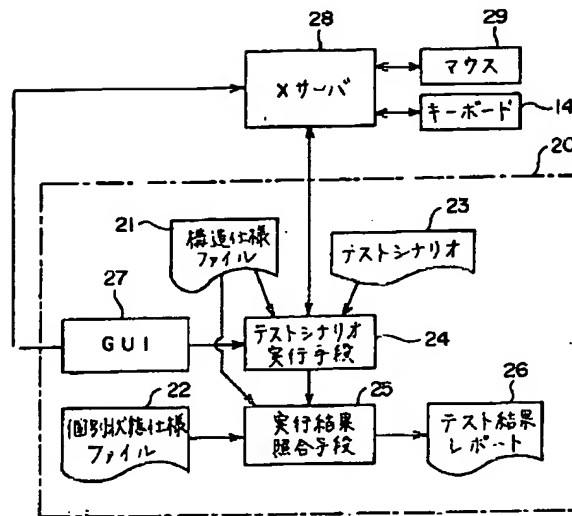 28
29
Xサーバ
マウス
キーボード
14
20
21
構造仕様
ファイル
23
テストシナリオ
27
GUI
テストシナリオ
実行手段
24
22
個別状態仕様
ファイル
25
実行結果
照合手段
26
テスト結果
レポート